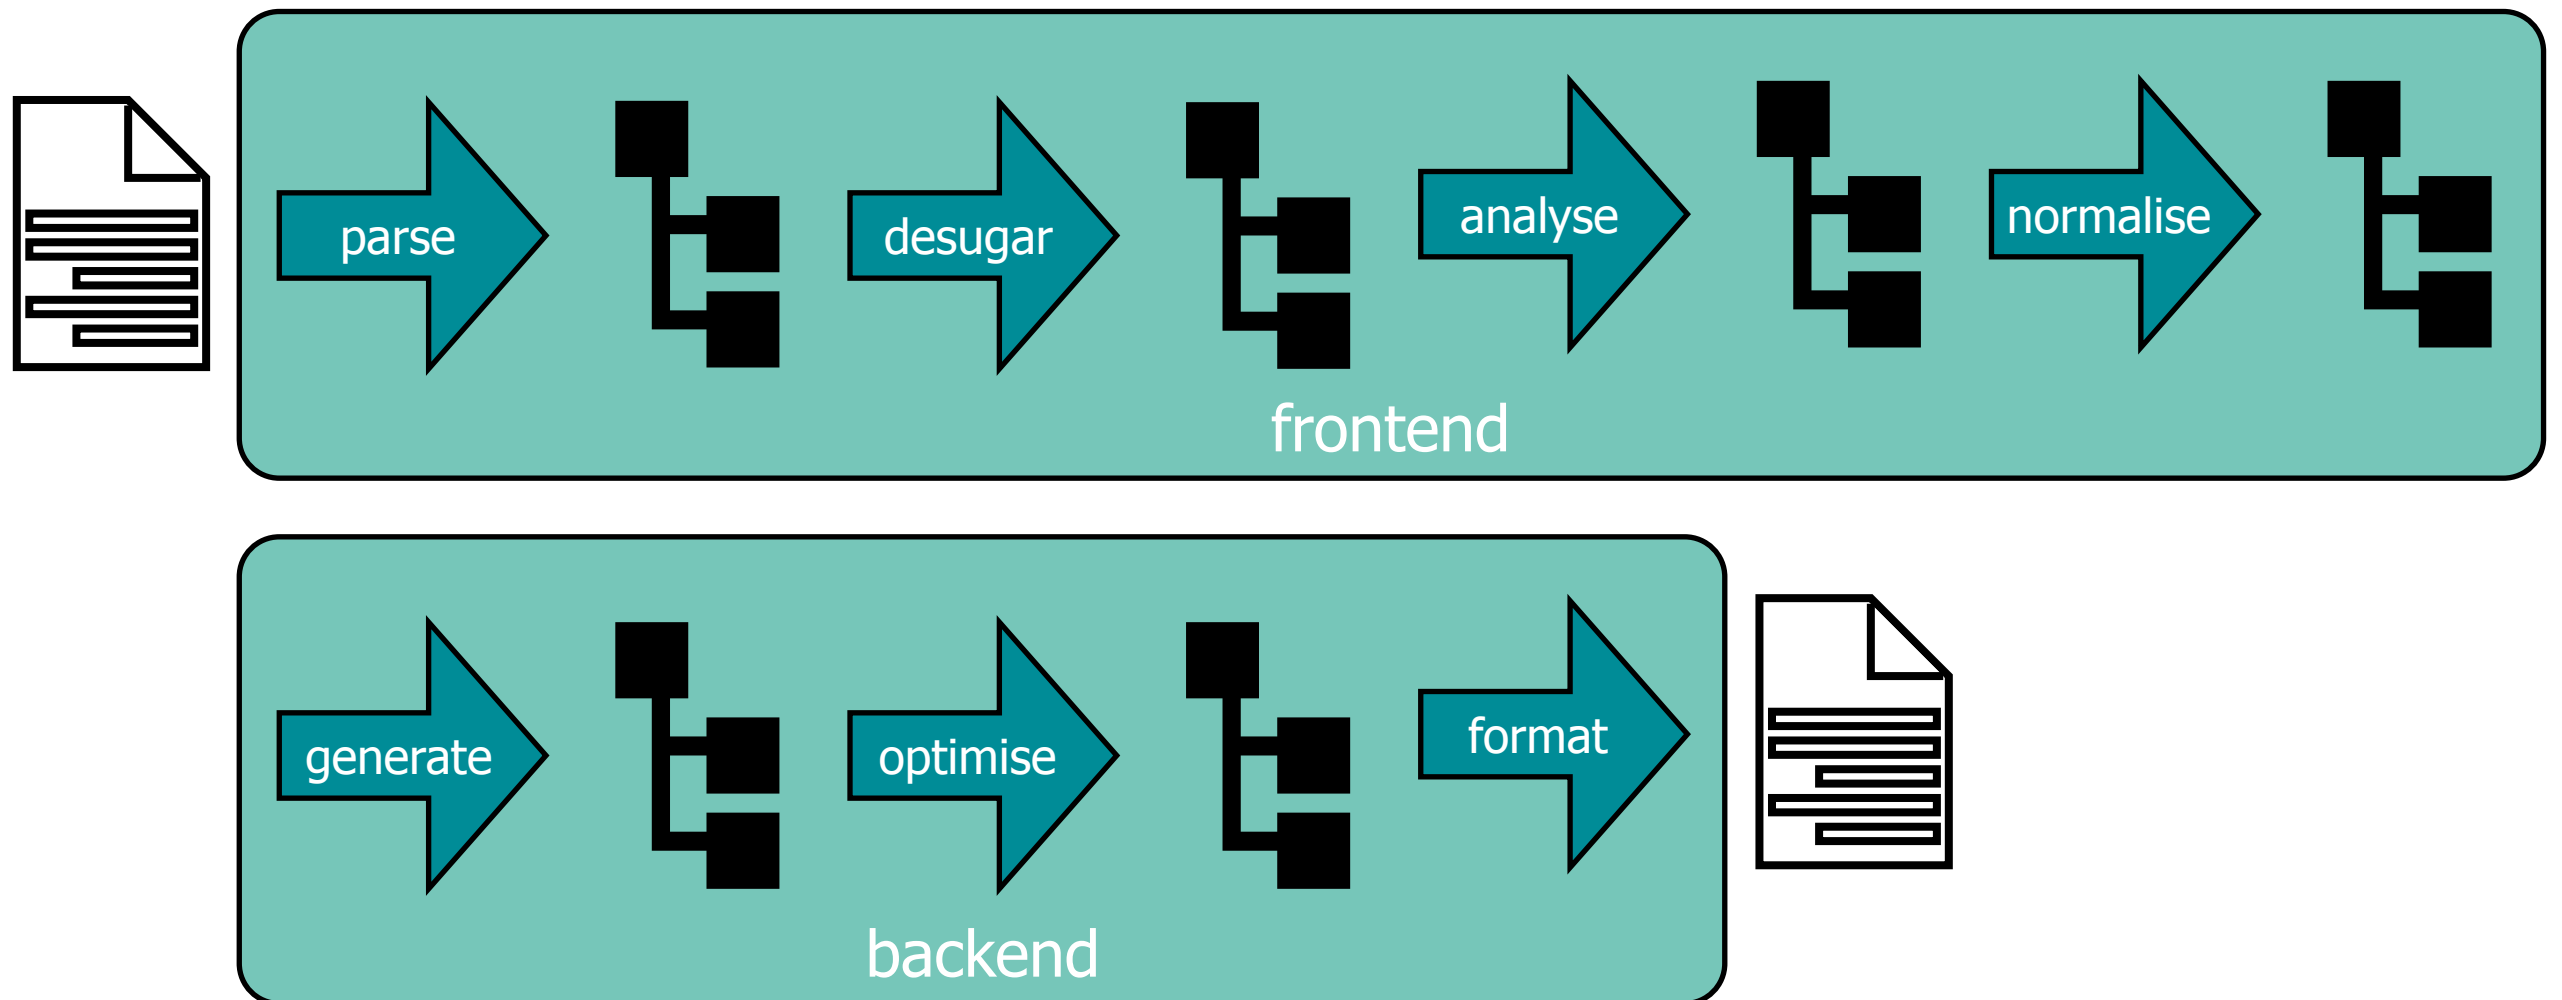 parse
desugar
analyse
normalise
frontend
generate
optimise
format
backend